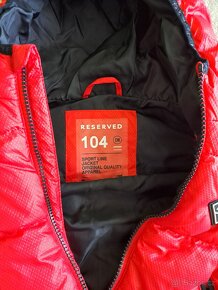 RESERVED
104
SPORT LINE
JACKET
ORIGINAL QUALITY
APPAREL